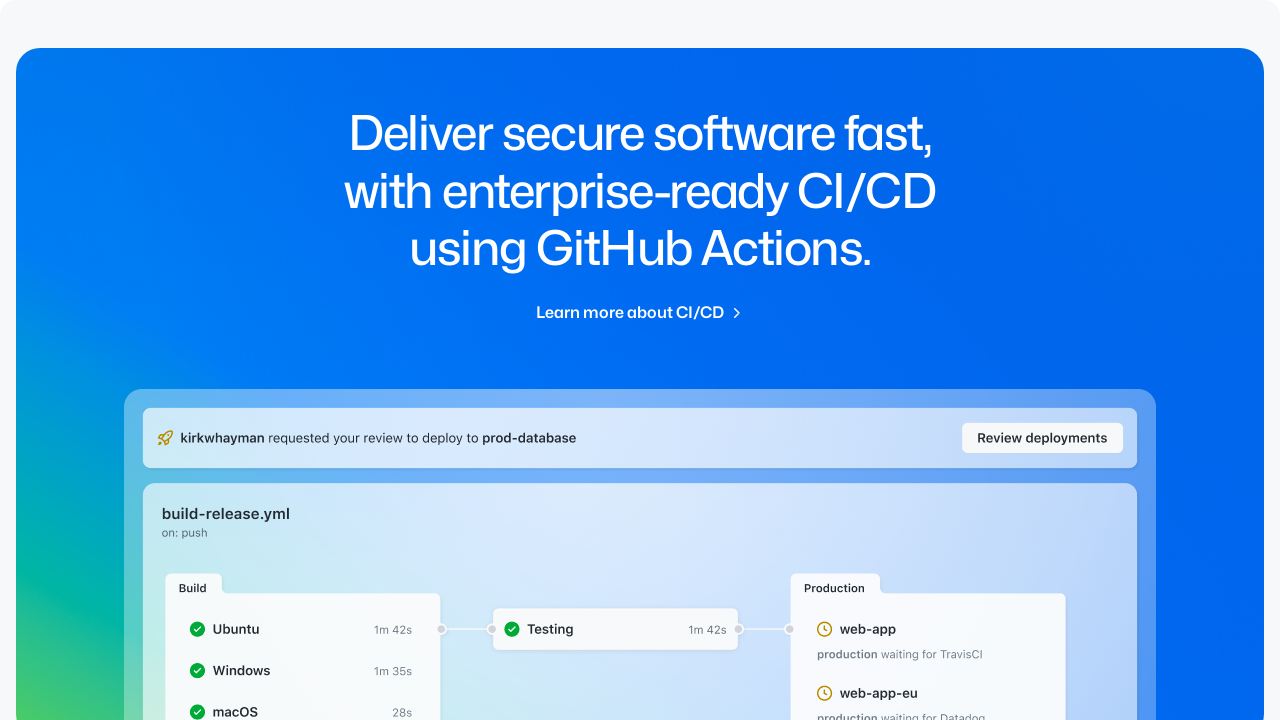 Deliver secure software fast,
with enterprise-ready CI/CD
using GitHub Actions.
Learn more about CI/CD
kirkwhayman requested your review to deploy to prod-database
Review deployments
build-release.yml
on: push
Build
Production
Ubuntu 1m 42s
Testing 1m 42s
web-app
production waiting for TravisCI
Windows 1m 35s
web-app-eu
macOS 28s
production waiting for Datadog